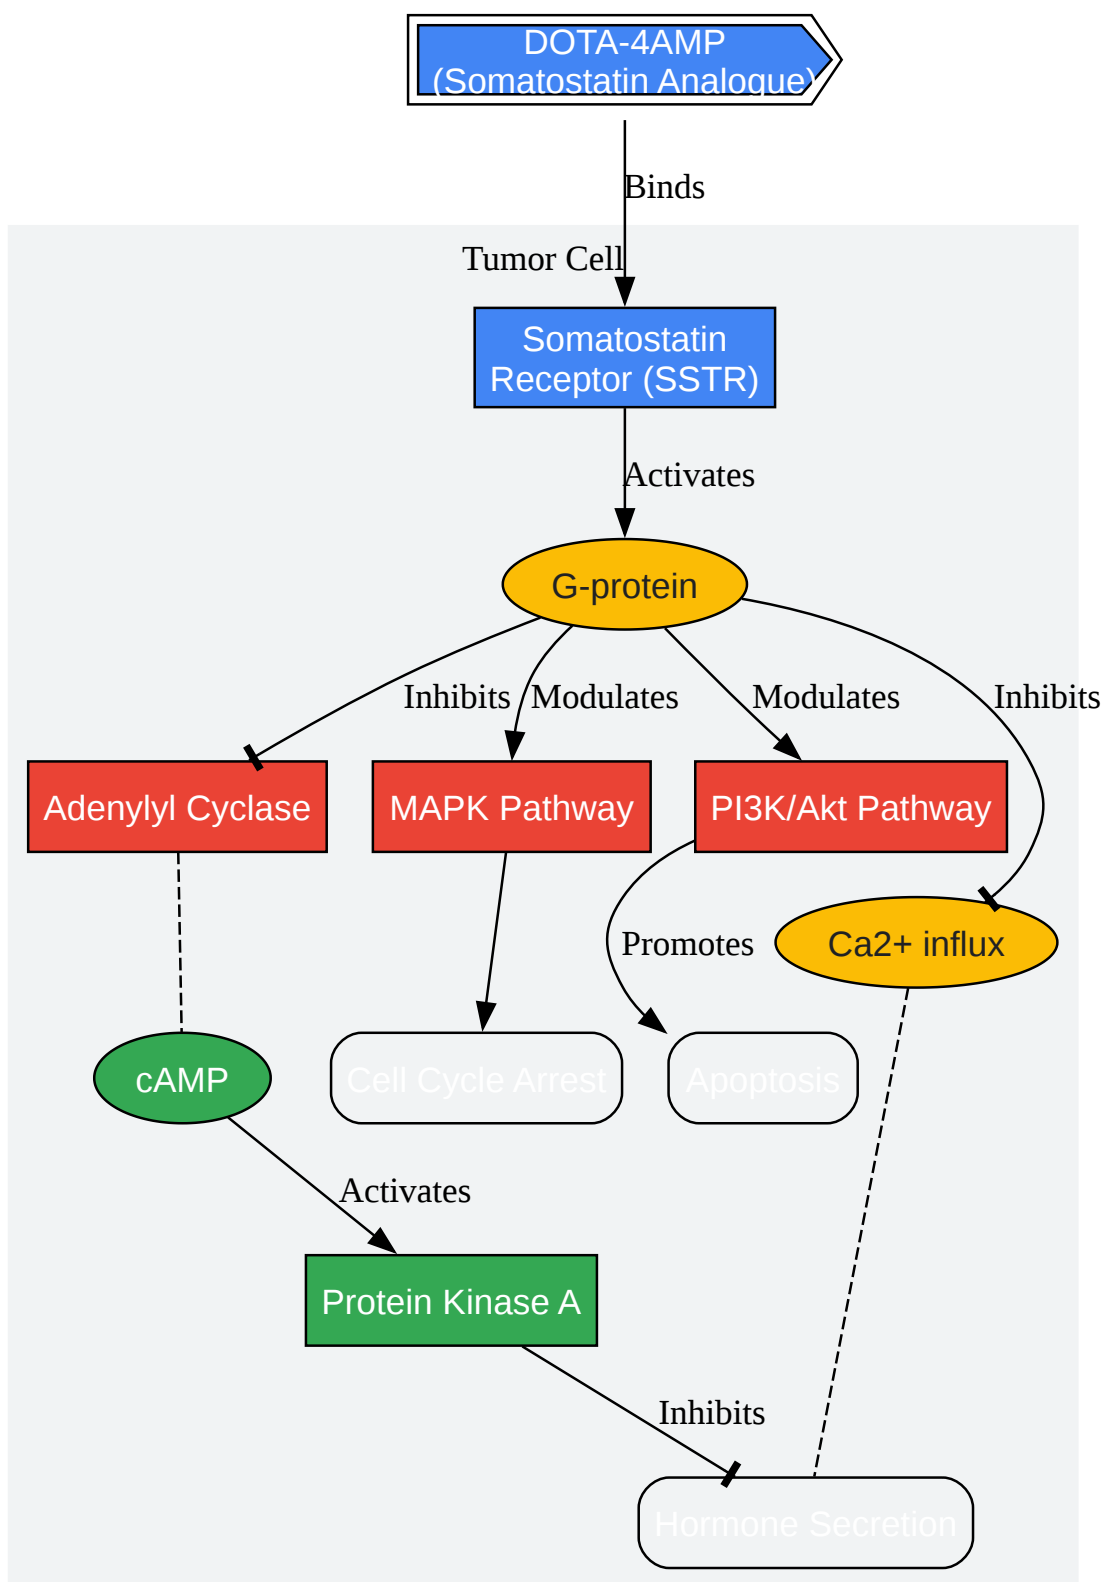 DOTA-4AMP
(Somatostatin Analogue)
Binds
Tumor Cell
Somatostatin
Receptor (SSTR)
Activates
G-protein
Inhibits
Modulates
Modulates
Inhibits
Adenylyl Cyclase
MAPK Pathway
PI3K/Akt Pathway
Promotes
Ca2+ influx
cAMP
Cell Cycle Arrest
Apoptosis
Activates
Protein Kinase A
Inhibits
Hormone Secretion